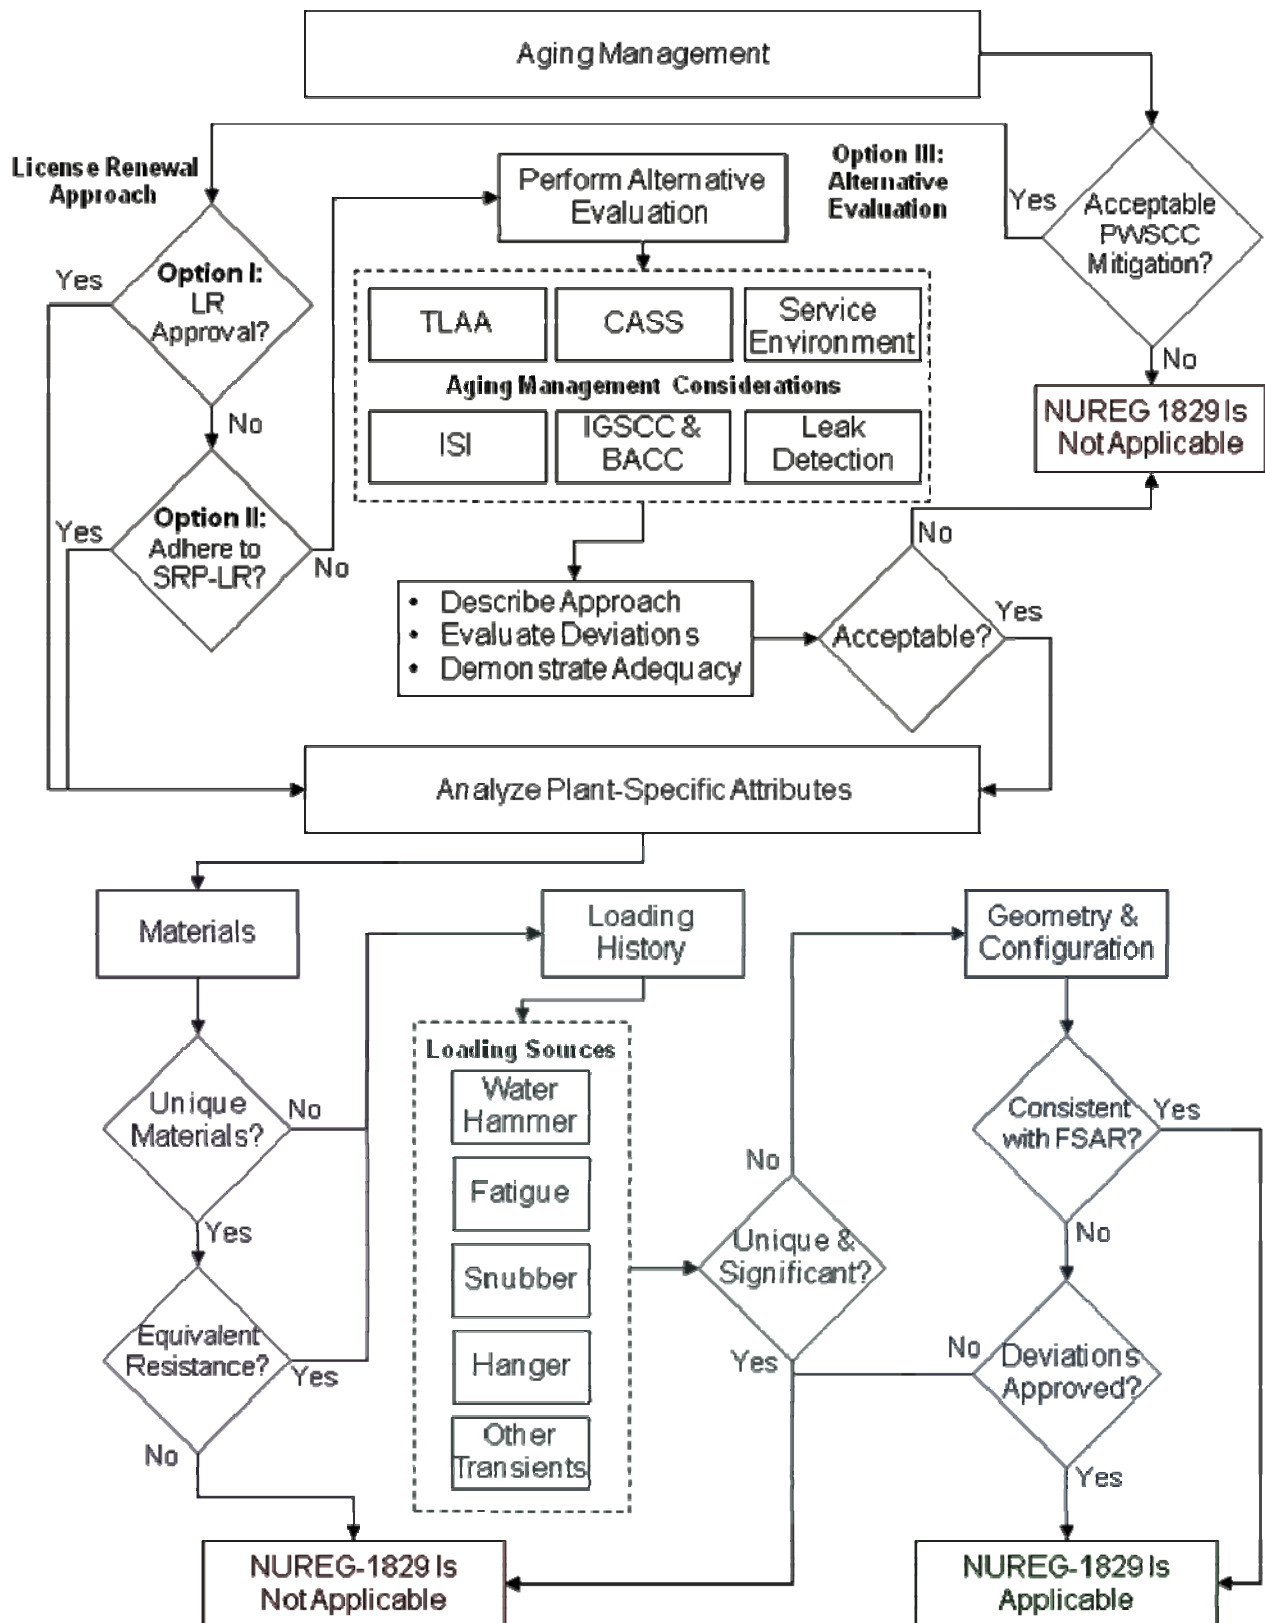 Aging Management
License Renewal
Approach
Perform Alternative
Evaluation
Option III:
Alternative
Evaluation
Yes
Acceptable
PWSCC
Mitigation?
Yes
Option I:
LR
Approval?
TLAA
CASS
Service
Environment
No
Aging Management Considerations
No
ISI
IGSCC &
BACC
Leak
Detection
NUREG 1829 Is
Not Applicable
Yes
Option II:
Adhere to
SRP-LR?
No
No
• Describe Approach
• Evaluate Deviations
• Demonstrate Adequacy
Acceptable?
Yes
Analyze Plant-Specific Attributes
Materials
Loading
History
Geometry &
Configuration
Loading Sources
Unique
Materials?
No
Water
Hammer
Consistent
with FSAR?
Yes
No
Fatigue
Yes
No
Unique &
Significant?
Snubber
Equivalent
Resistance?
Yes
Hanger
Yes
No
Deviations
Approved?
No
Other
Transients
Yes
NUREG-1829 Is
Not Applicable
NUREG-1829 Is
Applicable